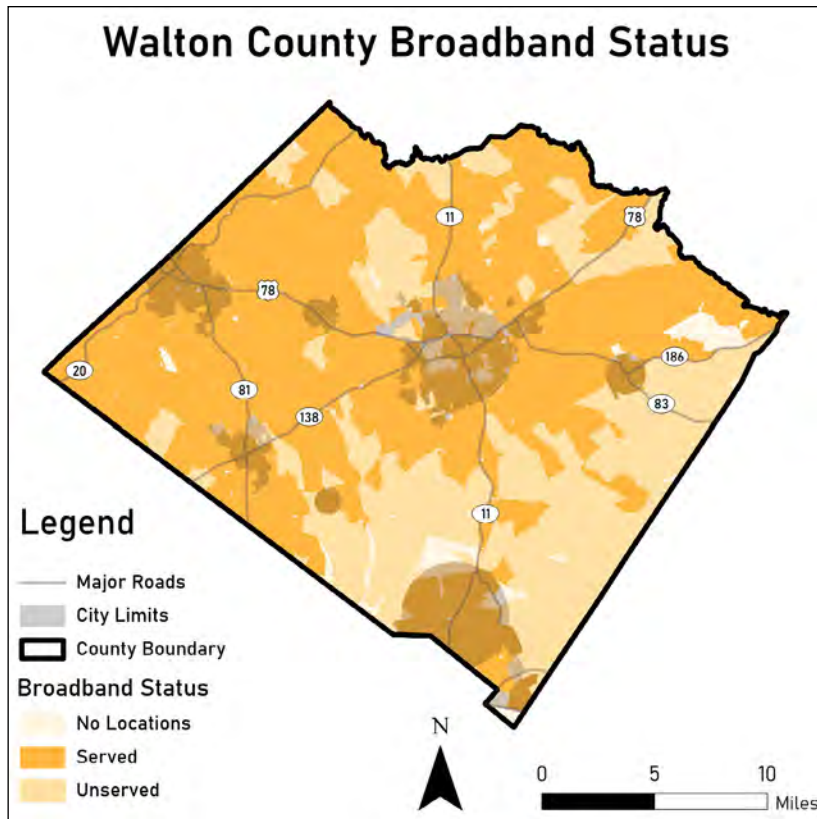 Walton County Broadband Status
11
78
78
20
81
138
186
83
11
Legend
Major Roads
City Limits
County Boundary
Broadband Status
No Locations
Served
Unserved
N
0 5 10
Miles